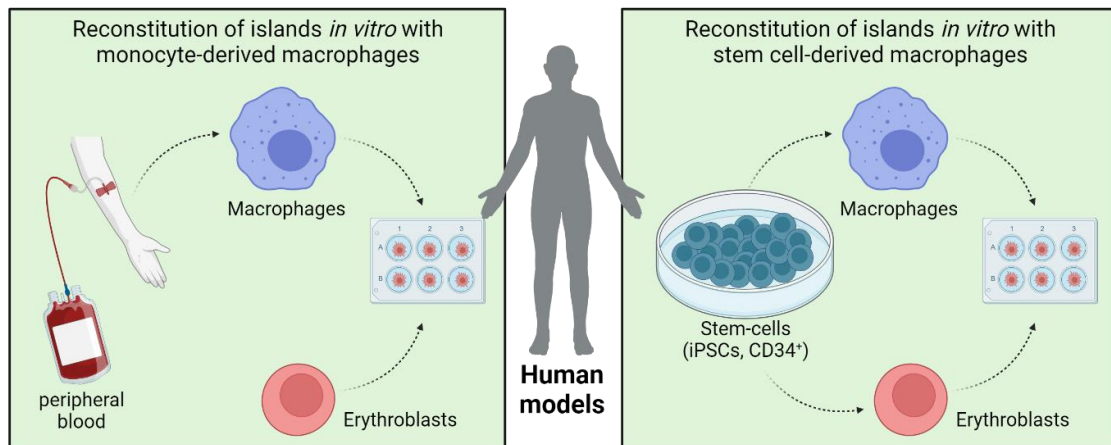 Reconstitution of islands in vitro with
monocyte-derived macrophages
Macrophages
1 2 3
A
B
peripheral
blood
Erythroblasts
Human
models
Reconstitution of islands in vitro with
stem cell-derived macrophages
Macrophages
1 2 3
A
B
Stem-cells
(iPSCs, CD34⁺)
Erythroblasts